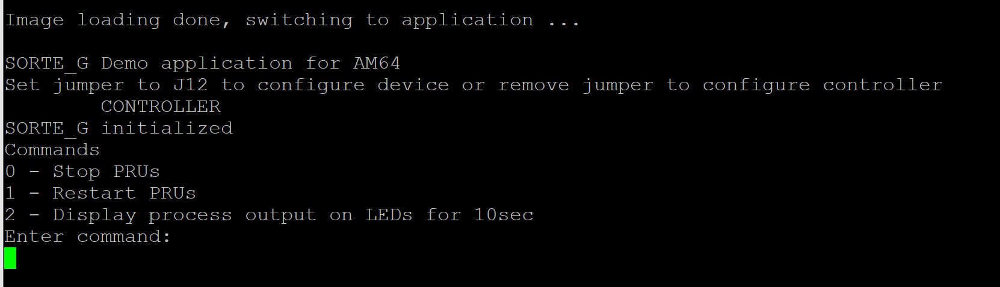 Image loading done, switching to application ...
SORTE_G Demo application for AM64
Set jumper to J12 to configure device or remove jumper to configure controller
CONTROLLER
SORTE_G initialized
Commands
0 - Stop PRUs
1 - Restart PRUs
2 - Display process output on LEDs for 10sec
Enter command: